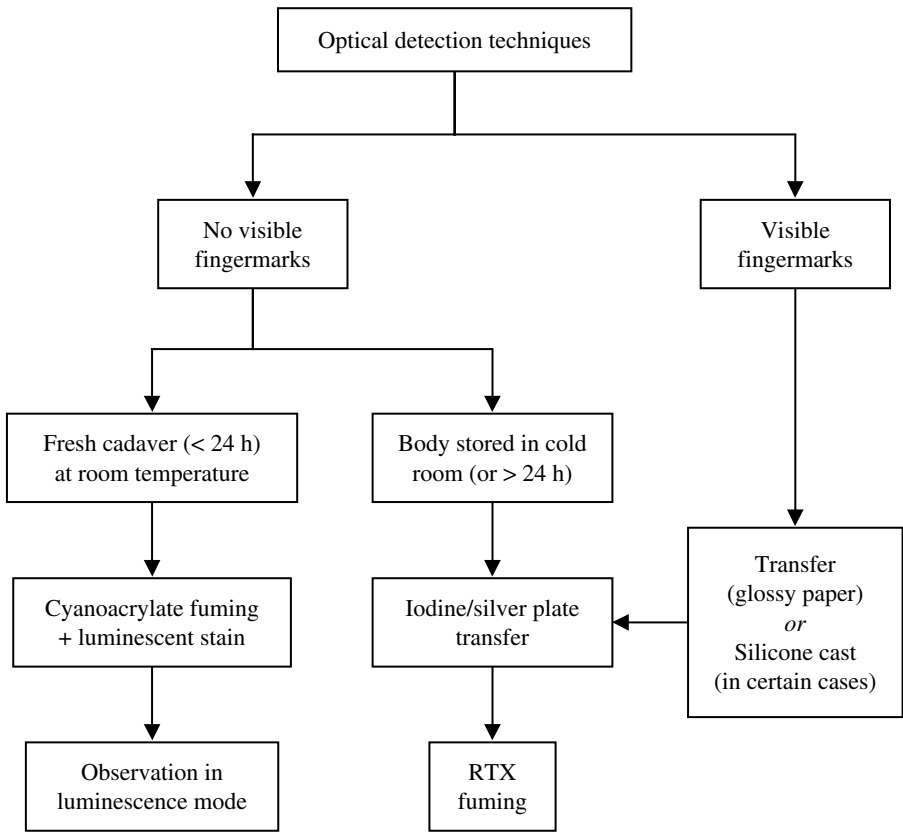 Optical detection techniques
No visible
fingermarks
Visible
fingermarks
Fresh cadaver (< 24 h)
at room temperature
Body stored in cold
room (or > 24 h)
Cyanoacrylate fuming
+ luminescent stain
Iodine/silver plate
transfer
Transfer
(glossy paper)
or
Silicone cast
(in certain cases)
Observation in
luminescence mode
RTX
fuming